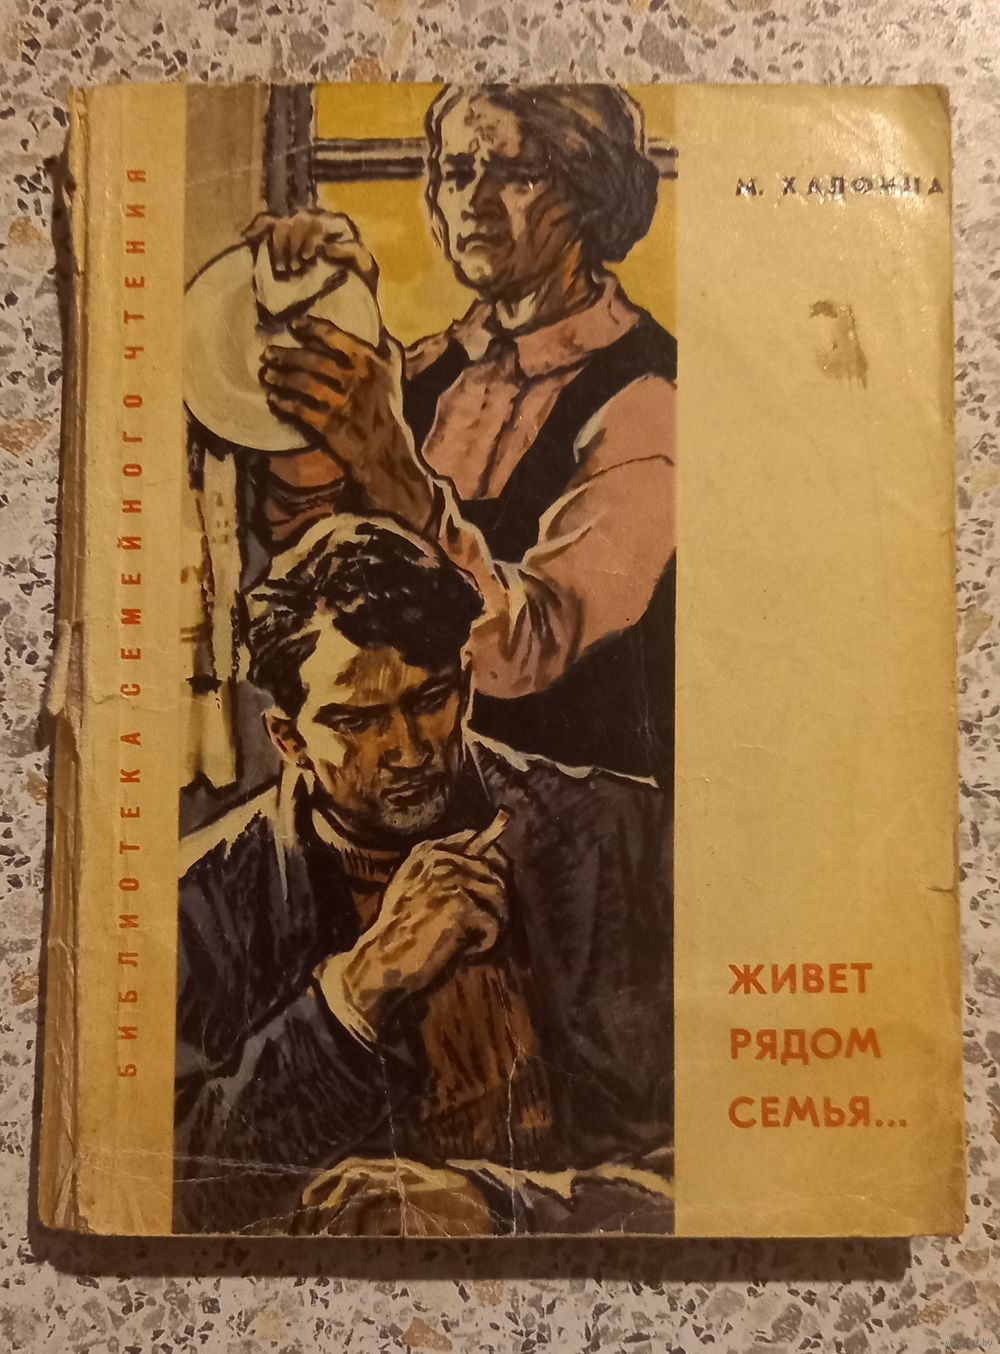 М. ХАЛФИНА
БИБЛИОТЕКА СЕМЕЙНОГО ЧТЕНИЯ
ЖИВЕТ
РЯДОМ
СЕМЬЯ...